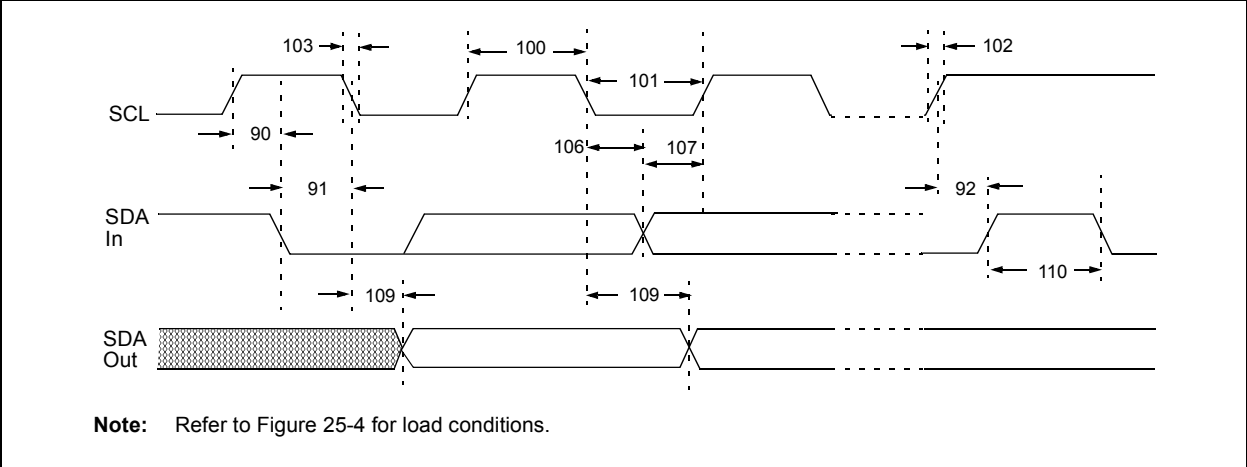 103
100
102
101
SCL
90
106
107
91
92
SDA
In
110
109
109
SDA
Out
Note: Refer to Figure 25-4 for load conditions.